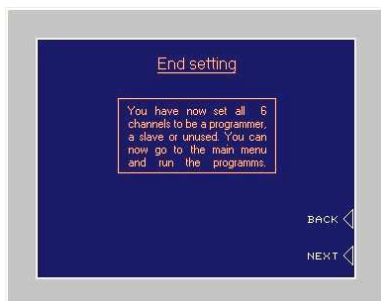 End setting
You have now set all 6
channels to be a programmer,
a slave or unused. You can
now go to the main menu
and run the programms.
BACK
NEXT